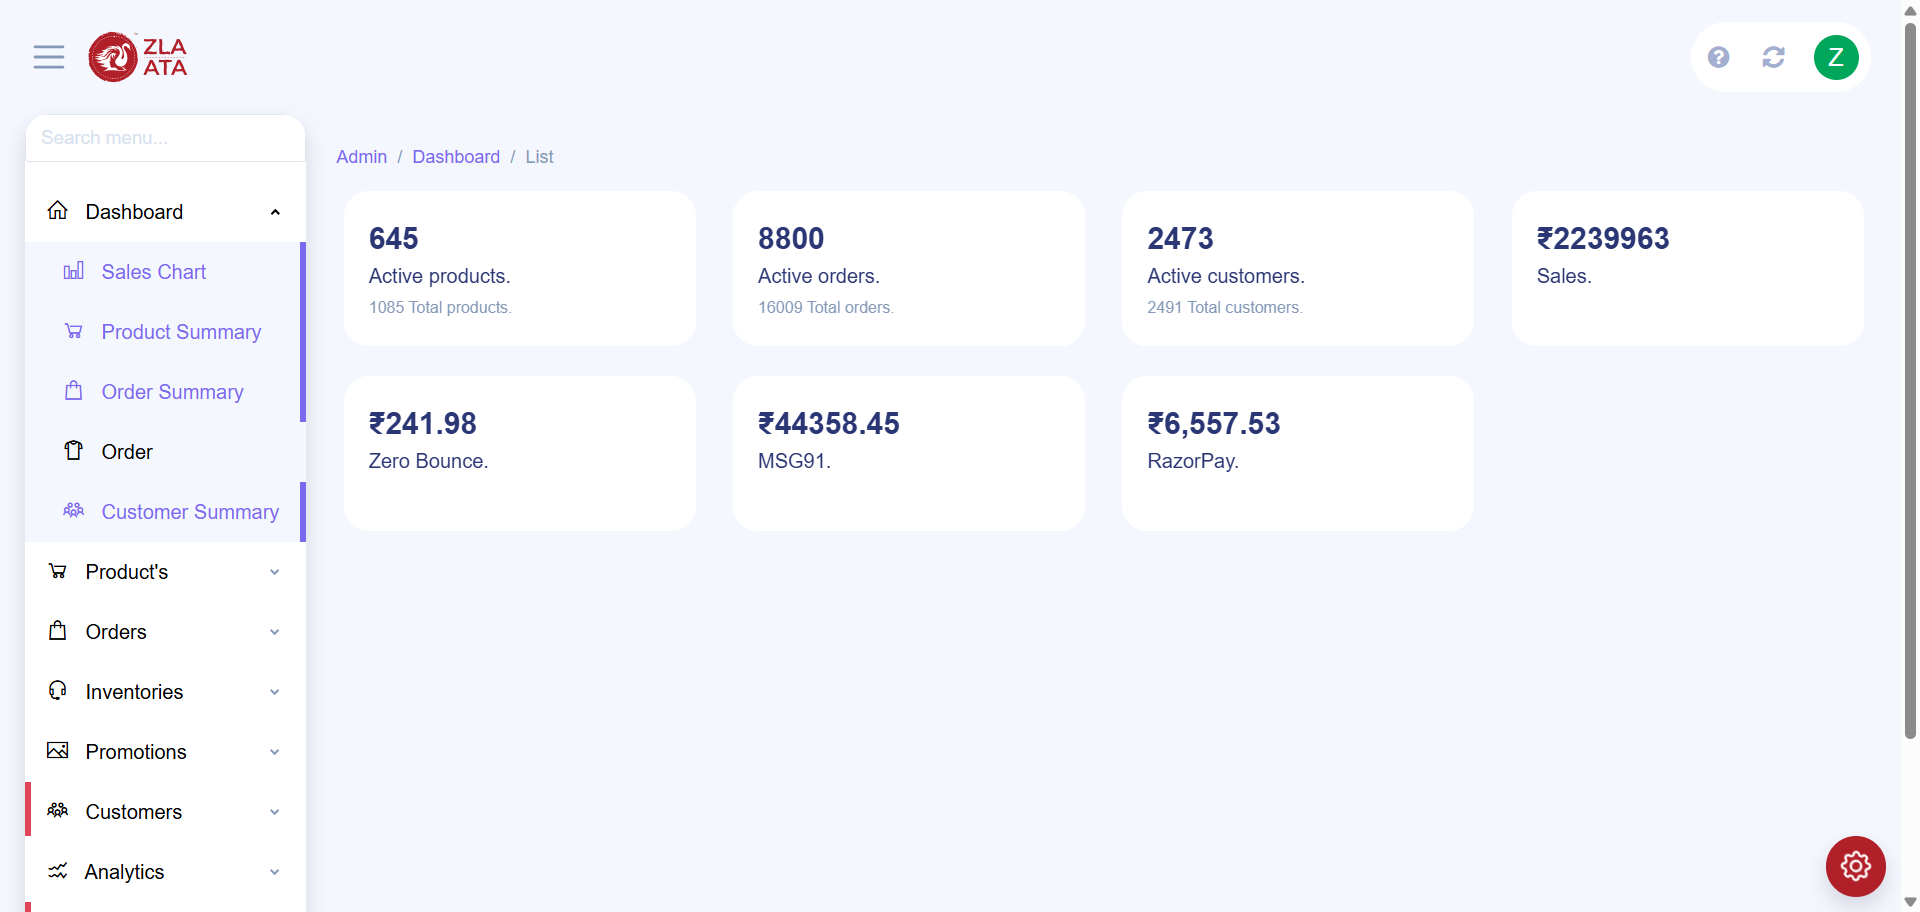 ZLA
ATA
Z
Search menu...
Admin / Dashboard / List
Dashboard
Sales Chart
Product Summary
Order Summary
Order
Customer Summary
Product's
Orders
Inventories
Promotions
Customers
Analytics
645
Active products.
1085 Total products.
8800
Active orders.
16009 Total orders.
2473
Active customers.
2491 Total customers.
₹2239963
Sales.
₹241.98
Zero Bounce.
₹44358.45
MSG91.
₹6,557.53
RazorPay.